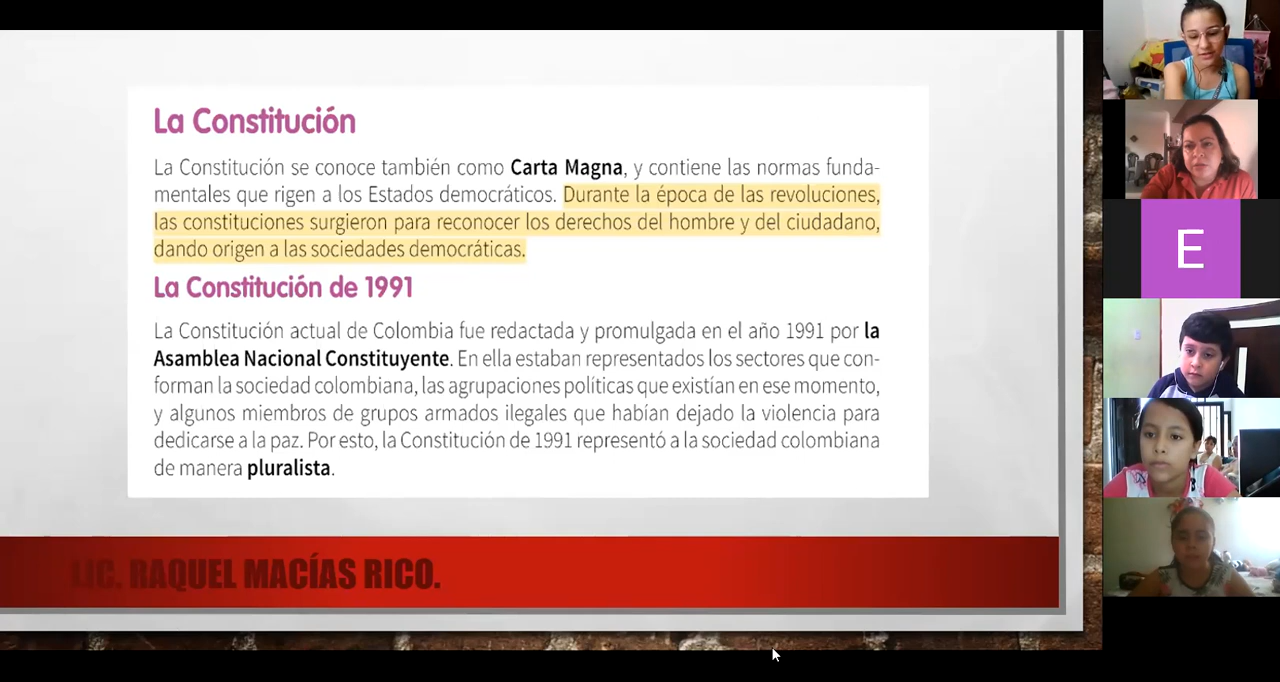 La Constitución
La Constitución se conoce también como Carta Magna, y contiene las normas funda-
mentales que rigen a los Estados democráticos. Durante la época de las revoluciones,
las constituciones surgieron para reconocer los derechos del hombre y del ciudadano,
dando origen a las sociedades democráticas.
La Constitución de 1991
La Constitución actual de Colombia fue redactada y promulgada en el año 1991 por la
Asamblea Nacional Constituyente. En ella estaban representados los sectores que con-
forman la sociedad colombiana, las agrupaciones políticas que existían en ese momento,
y algunos miembros de grupos armados ilegales que habían dejado la violencia para
dedicarse a la paz. Por esto, la Constitución de 1991 representó a la sociedad colombiana
de manera pluralista.
LIC. RAQUEL MACÍAS RICO.
E